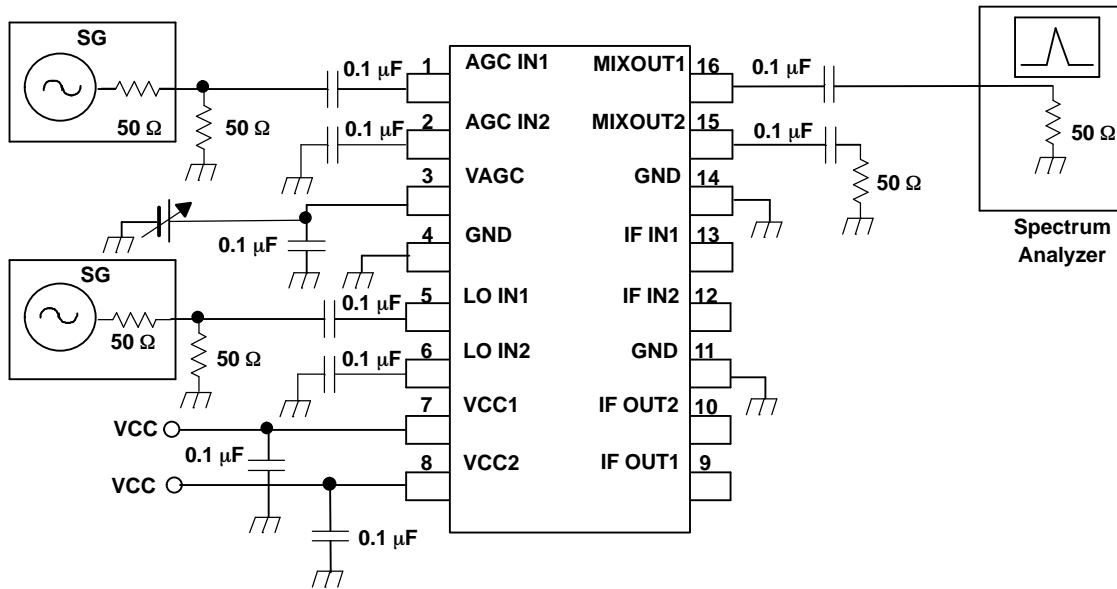 SG
50 Ω
50 Ω
0.1 μF
0.1 μF
0.1 μF
SG
50 Ω
50 Ω
0.1 μF
0.1 μF
VCC
0.1 μF
VCC
0.1 μF
1 AGC IN1
2 AGC IN2
3 VAGC
4 GND
5 LO IN1
6 LO IN2
7 VCC1
8 VCC2
MIXOUT1 16
MIXOUT2 15
GND 14
IF IN1 13
IF IN2 12
GND 11
IF OUT2 10
IF OUT1 9
0.1 μF
0.1 μF
50 Ω
50 Ω
Spectrum
Analyzer